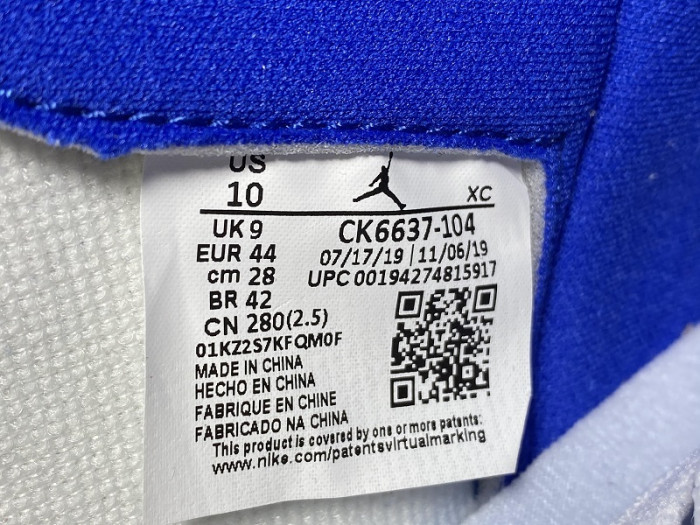 US
10
XC
UK 9
CK6637-104
EUR 44
07/17/19 | 11/06/19
cm 28
UPC 00194274815917
BR 42
CN 280(2.5)
01KZ2S7KFQM0F
MADE IN CHINA
HECHO EN CHINA
FABRIQUE EN CHINE
FABRICADO NA CHINA
This product is covered by one or more patents:
www.nike.com/patentsvirtualmarking